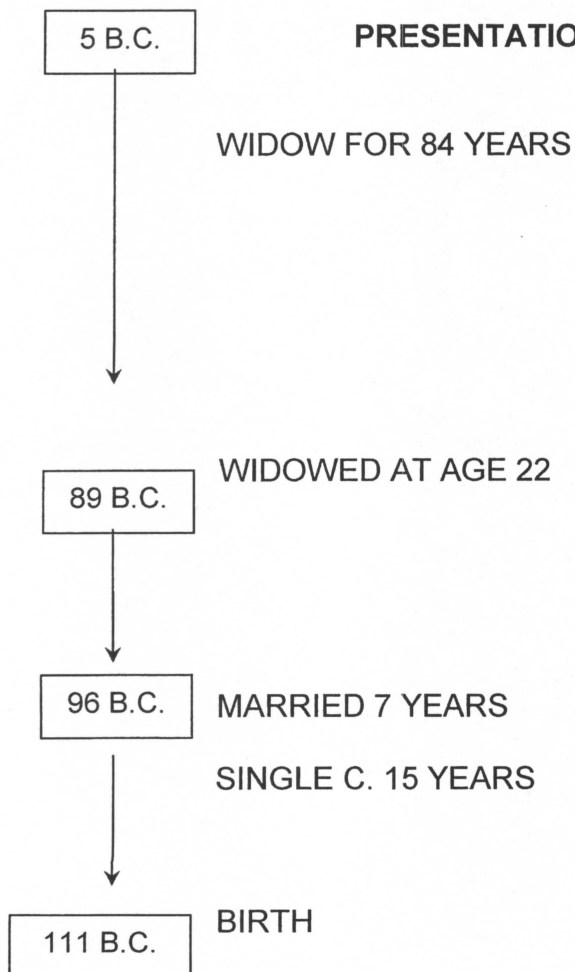 5 B.C. PRESENTATIO
WIDOW FOR 84 YEARS
WIDOWED AT AGE 22
89 B.C.
96 B.C. MARRIED 7 YEARS
SINGLE C. 15 YEARS
BIRTH
111 B.C.